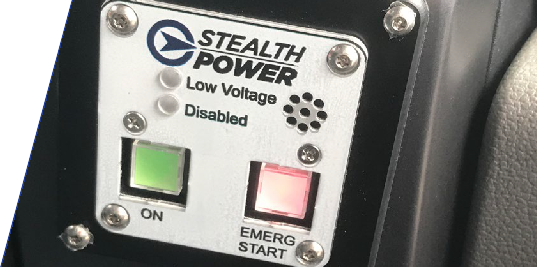 STEALTH
POWER
Low Voltage
Disabled
ON
EMERG
START